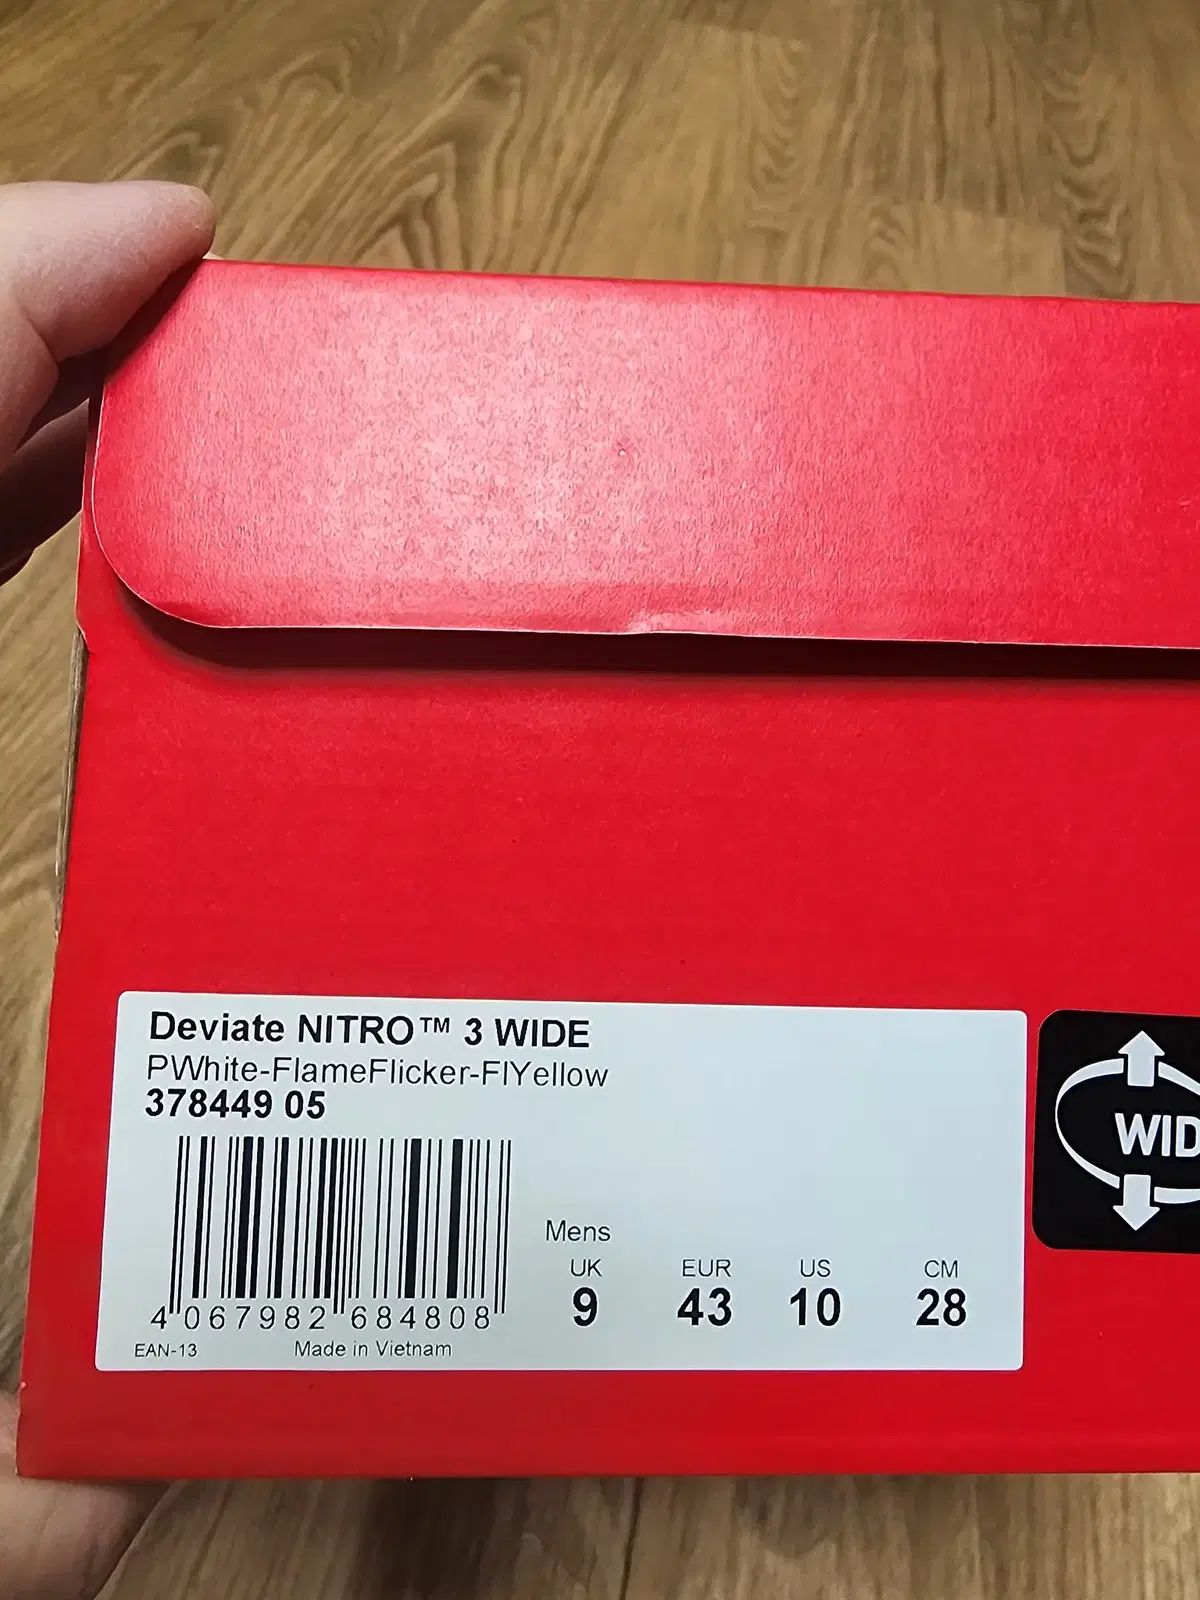 Deviate NITRO™ 3 WIDE
PWhite-FlameFlicker-FlYellow
378449 05
Mens
UK EUR US CM
9 43 10 28
4 067982 684808
EAN-13 Made in Vietnam
WID